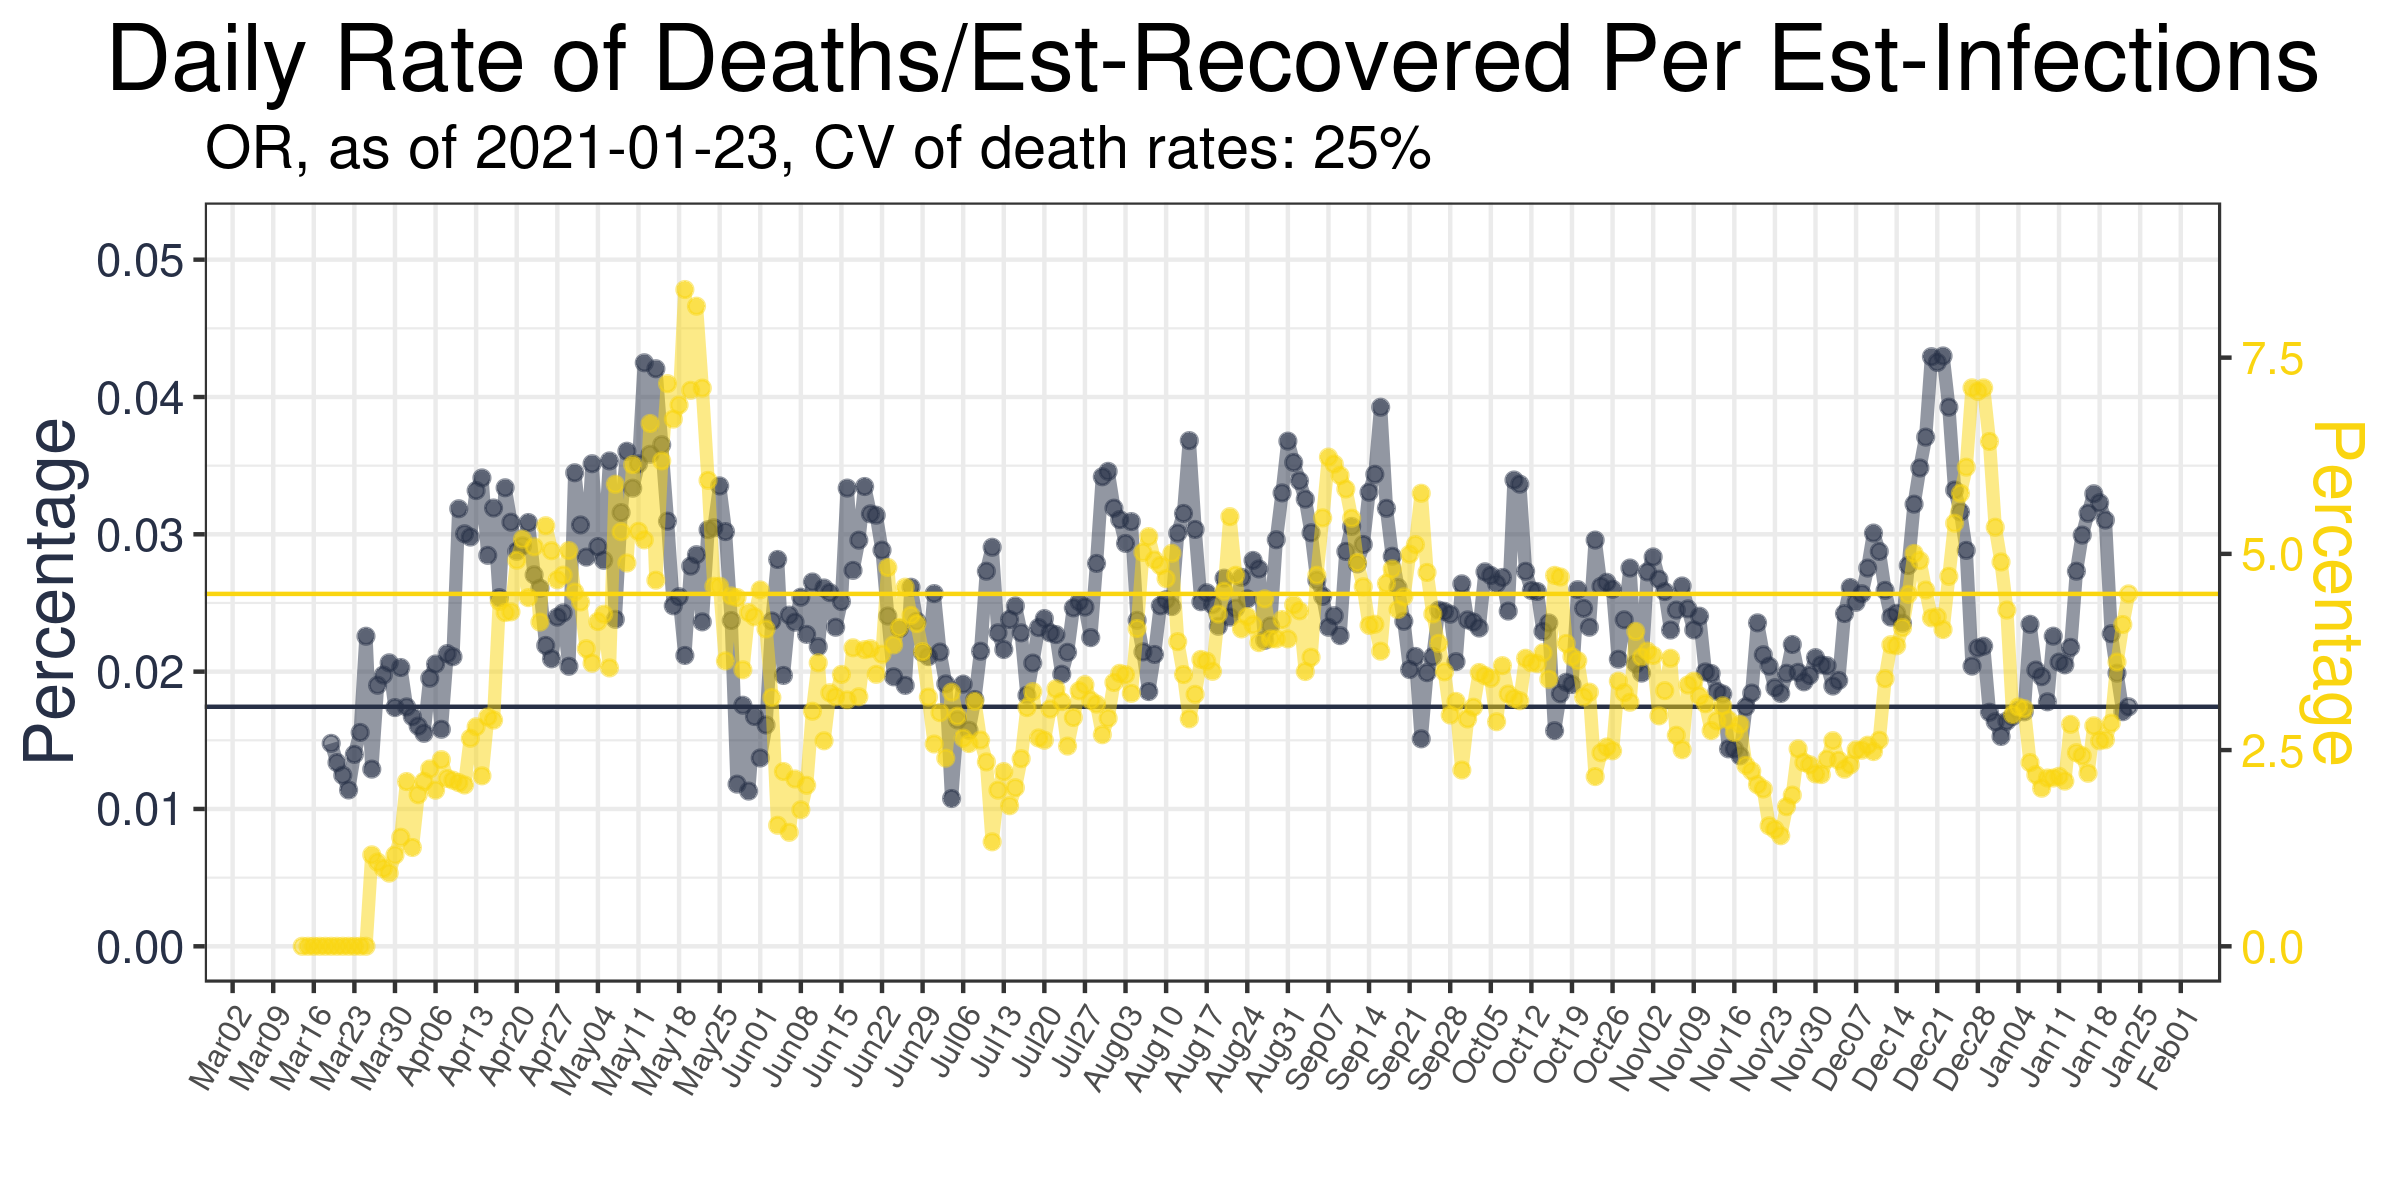 Daily Rate of Deaths/Est-Recovered Per Est-Infections
OR, as of 2021-01-23, CV of death rates: 25%
Percentage
0.05
0.04
0.03
0.02
0.01
0.00
7.5
5.0
2.5
0.0
Percentage
Mar02
Mar09
Mar16
Mar23
Mar30
Apr06
Apr13
Apr20
Apr27
May04
May11
May18
May25
Jun01
Jun08
Jun15
Jun22
Jun29
Jul06
Jul13
Jul20
Jul27
Aug03
Aug10
Aug17
Aug24
Aug31
Sep07
Sep14
Sep21
Sep28
Oct05
Oct12
Oct19
Oct26
Nov02
Nov09
Nov16
Nov23
Nov30
Dec07
Dec14
Dec21
Dec28
Jan04
Jan11
Jan18
Jan25
Feb01